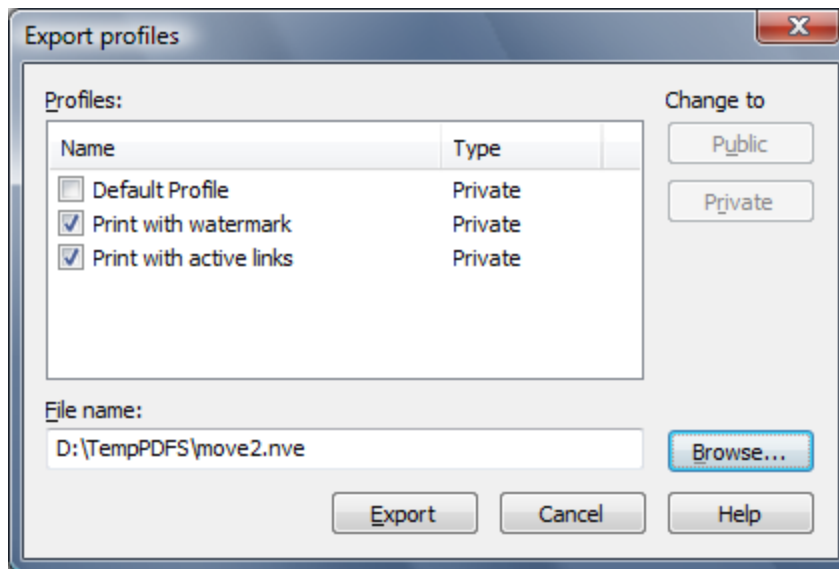 Export profiles
Profiles:
Change to
Name Type
Public
Default Profile Private
Private
Print with watermark Private
Print with active links Private
File name:
D:\TempPDFS\move2.nve
Browse...
Export Cancel Help